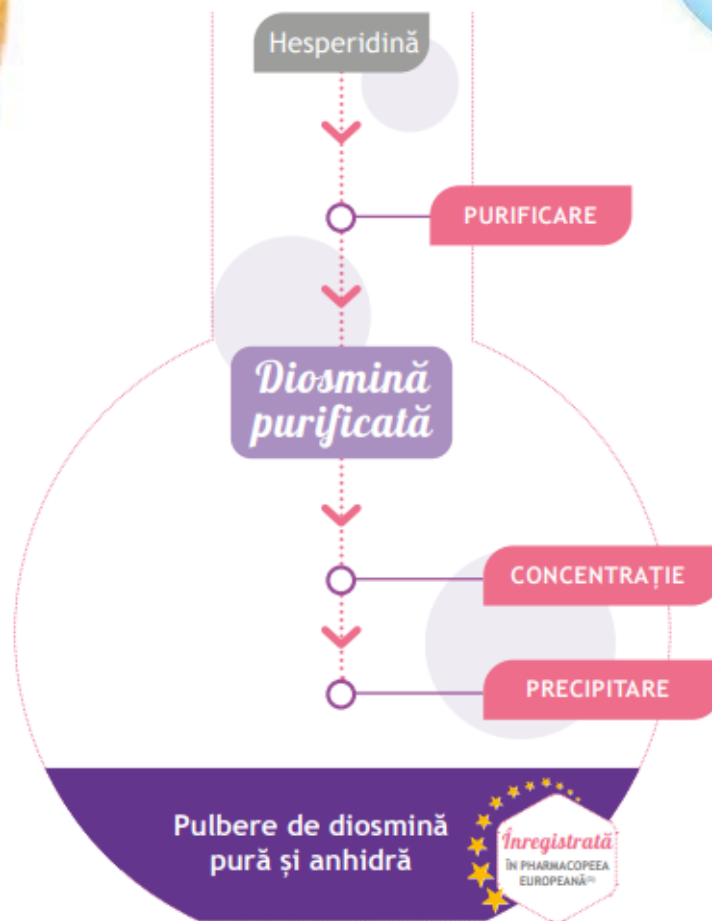 Hesperidină
PURIFICARE
Diosmină
purificată
CONCENTRAȚIE
PRECIPITARE
Pulbere de diosmină
pură și anhidră
Înregistrată
ÎN PHARMACOPEEA
EUROPEANĂ